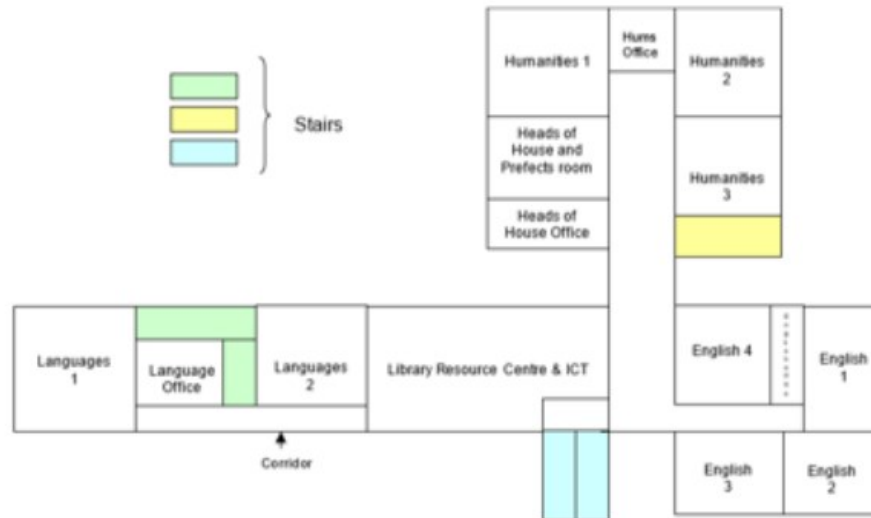 Stairs
Humanities 1
Hums
Office
Humanities
2
Heads of
House and
Prefects room
Humanities
3
Heads of
House Office
Languages
1
Language
Office
Languages
2
Library Resource Centre & ICT
English 4
English
1
Corridor
English
3
English
2